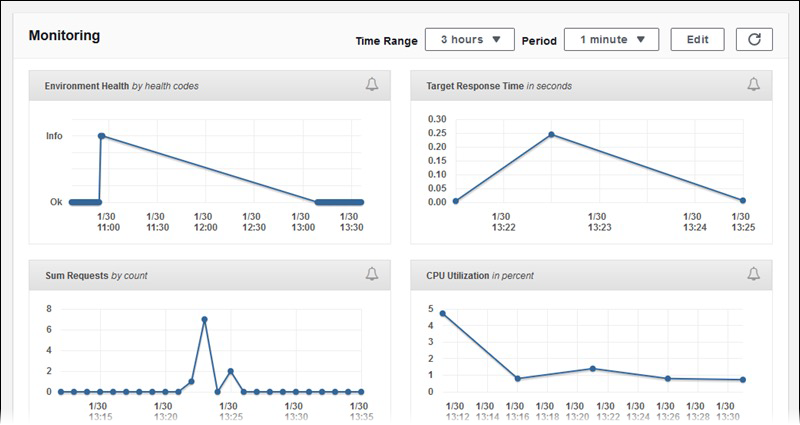 Monitoring
Time Range 3 hours Period 1 minute Edit
Environment Health by health codes
Info
Ok
1/30 1/30 1/30 1/30 1/30 1/30
11:00 11:30 12:00 12:30 13:00 13:30
Target Response Time in seconds
0.30
0.25
0.20
0.15
0.10
0.05
0.00
1/30 1/30 1/30 1/30
13:22 13:23 13:24 13:25
Sum Requests by count
8
6
4
2
0
1/30 1/30 1/30 1/30 1/30
13:15 13:20 13:25 13:30 13:35
CPU Utilization in percent
5
4
3
2
1
0
1/30 1/30 1/30 1/30 1/30 1/30 1/30 1/30 1/30 1/30
13:12 13:14 13:16 13:18 13:20 13:22 13:24 13:26 13:28 13:30